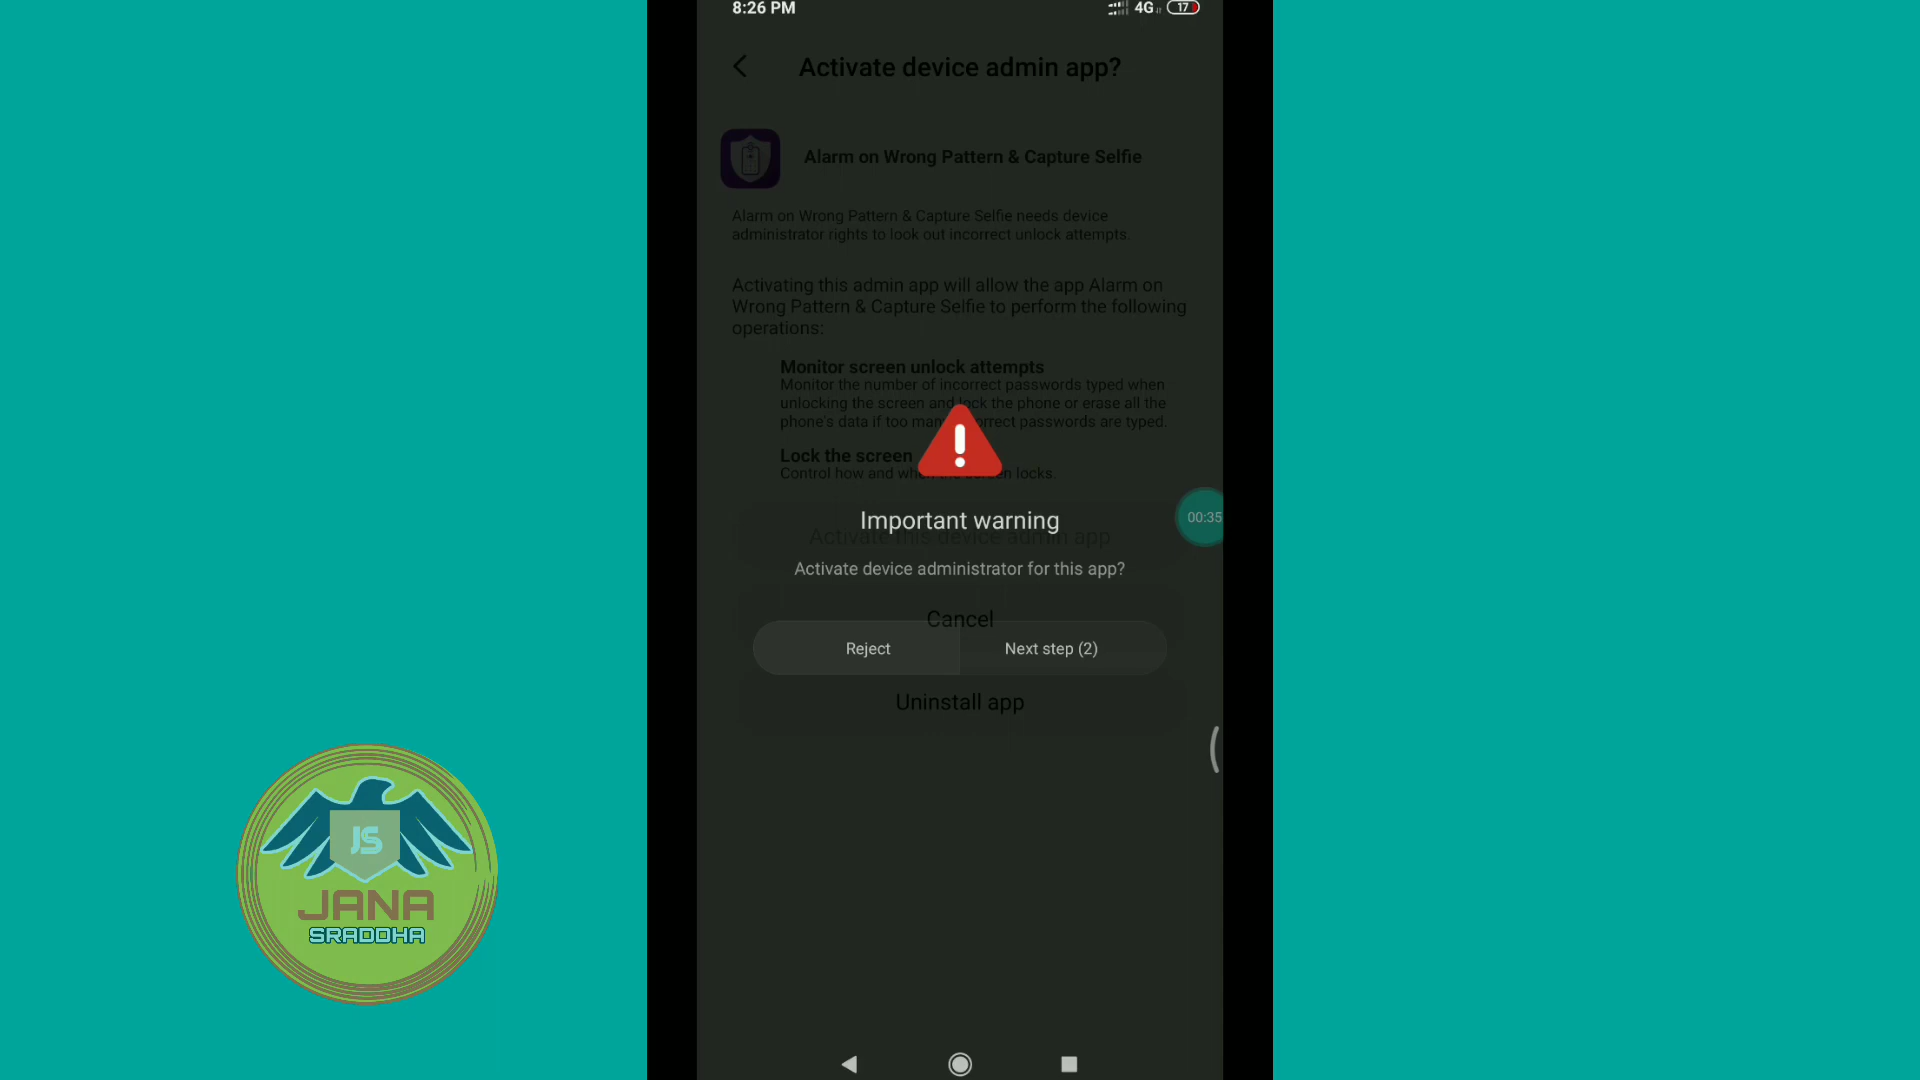 8:26 PM
4G
17
Activate device admin app?
Alarm on Wrong Pattern & Capture Selfie
Alarm on Wrong Pattern & Capture Selfie needs device
administrator rights to look out incorrect unlock attempts.
Activating this admin app will allow the app Alarm on
Wrong Pattern & Capture Selfie to perform the following
operations:
Monitor screen unlock attempts
Monitor the number of incorrect passwords typed when
unlocking the screen and lock the phone or erase all the
phone's data if too many incorrect passwords are typed.
Lock the screen
Control how and when the screen locks.
00:35
Important warning
Activate this device admin app
Activate device administrator for this app?
Cancel
Reject
Next step (2)
Uninstall app
JS
JANA
SRADDHA